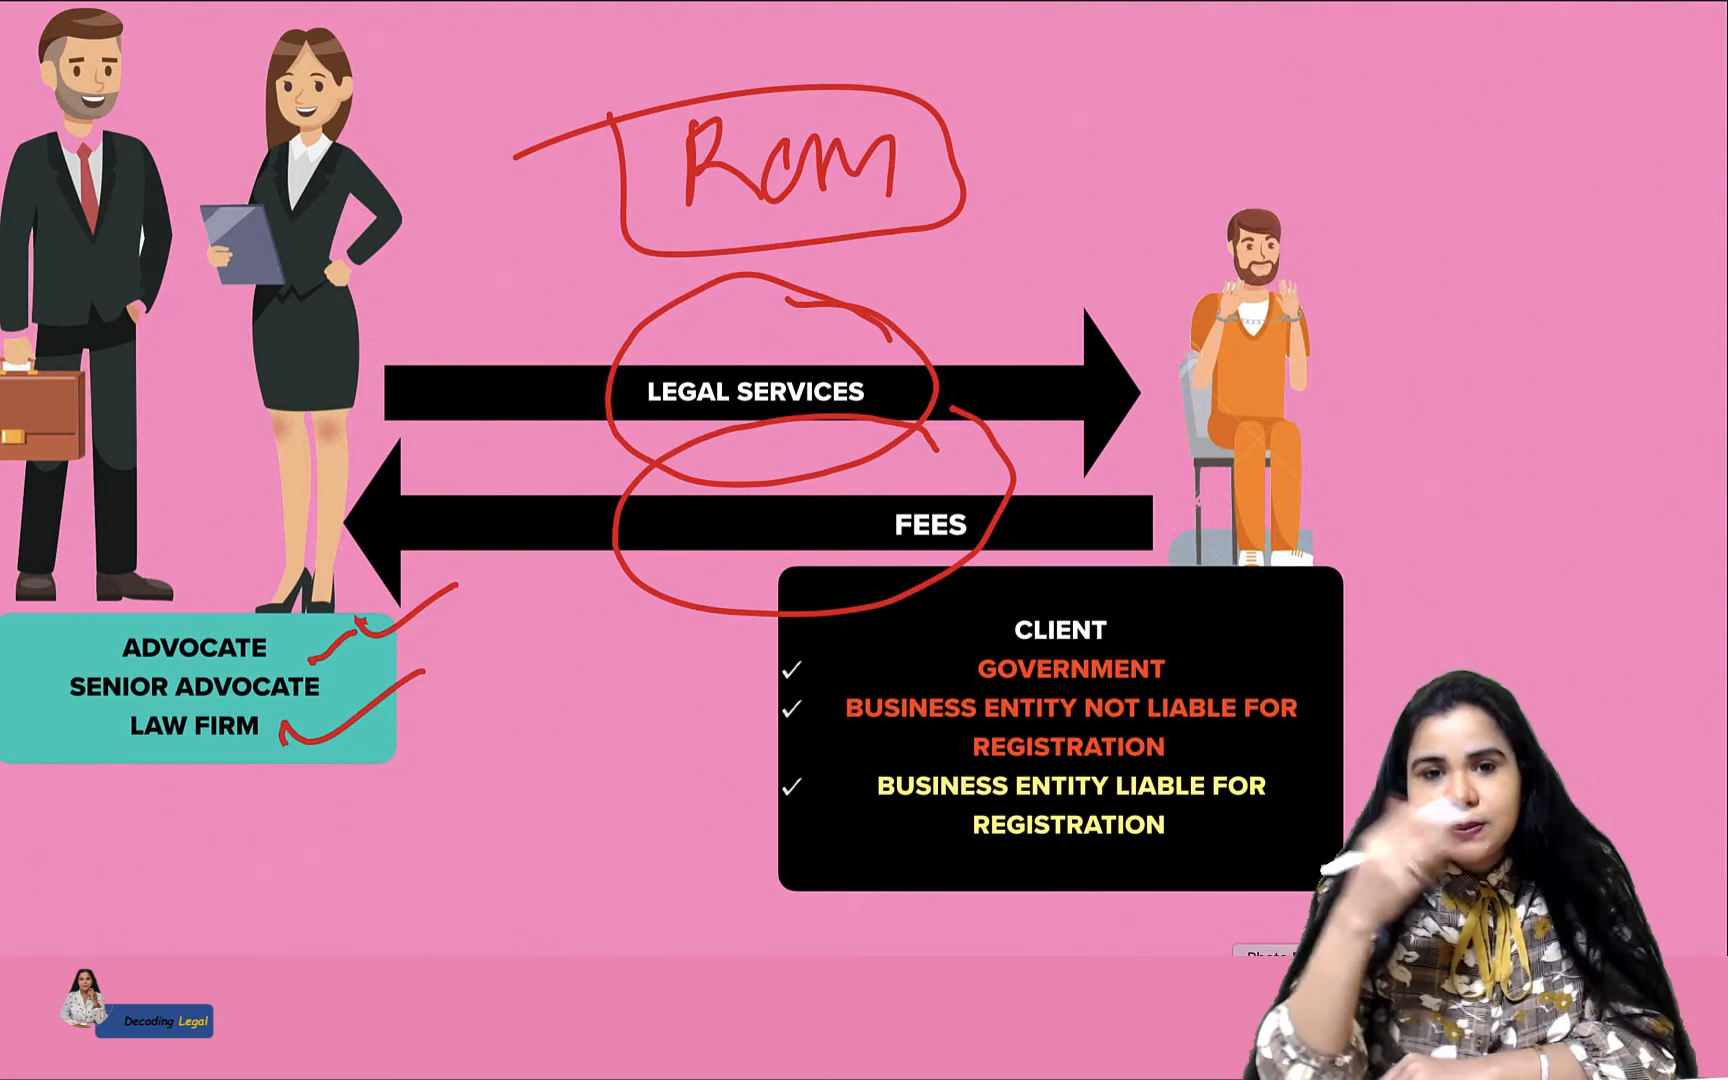 RCM
LEGAL SERVICES
FEES
ADVOCATE
SENIOR ADVOCATE
LAW FIRM
CLIENT
✓ GOVERNMENT
✓ BUSINESS ENTITY NOT LIABLE FOR
REGISTRATION
✓ BUSINESS ENTITY LIABLE FOR
REGISTRATION
Decoding Legal